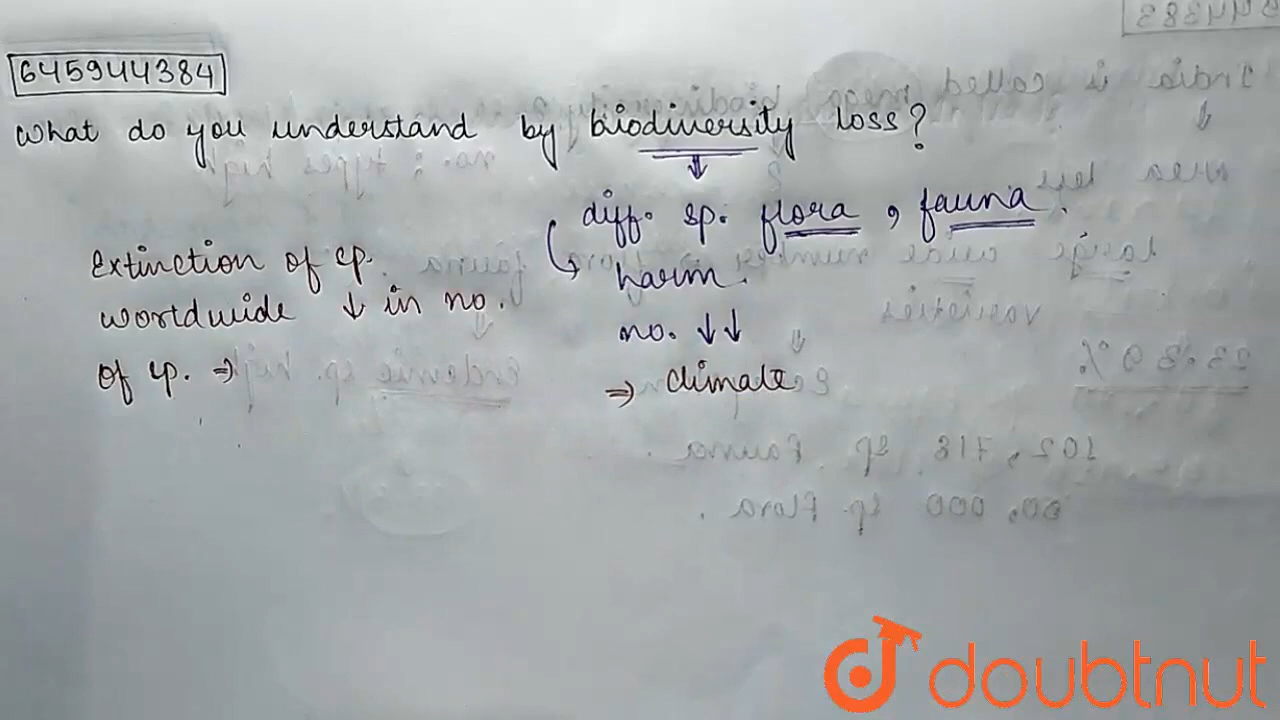 645944384
What do you understand by biodiversity loss?
diff. sp. flora, fauna.
harm.
no. ↓↓
⇒ climate
Extinction of sp.
worldwide ↓ in no.
of sp. ⇒
doubtnut